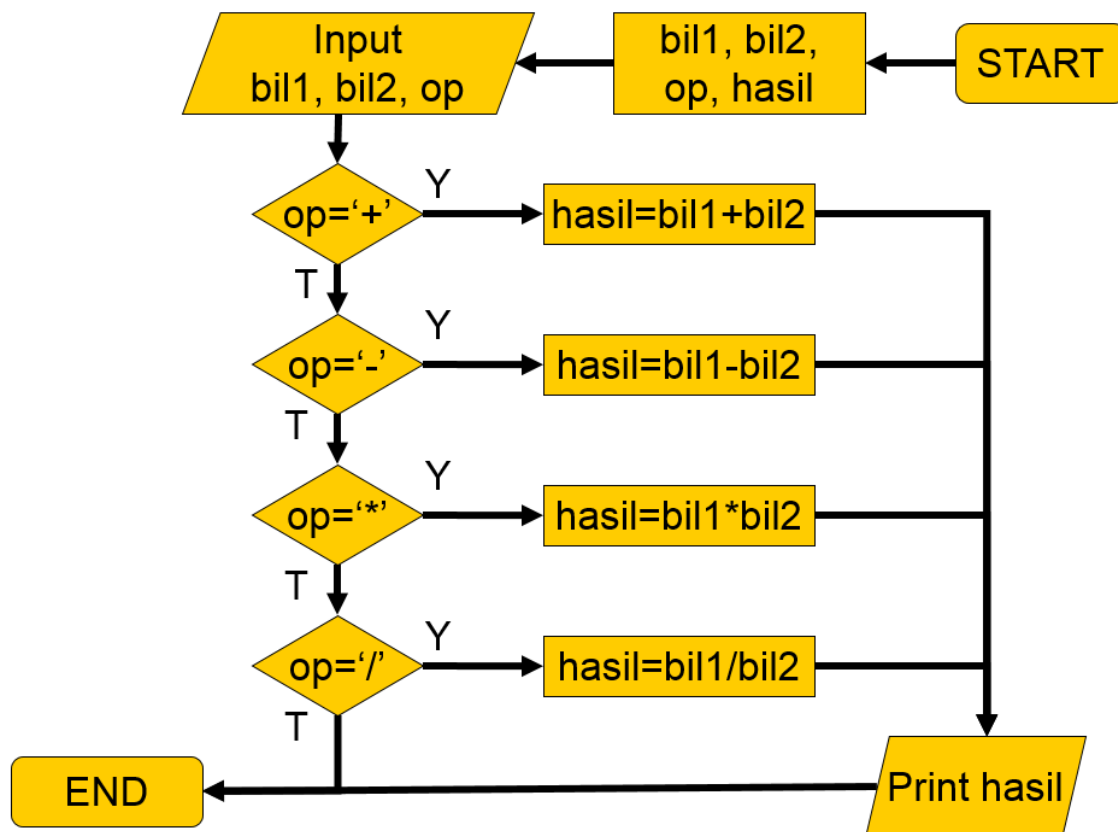 START
bil1, bil2,
op, hasil
Input
bil1, bil2, op
op=‘+’
Y
hasil=bil1+bil2
T
op=‘-’
Y
hasil=bil1-bil2
T
op=‘*’
Y
hasil=bil1*bil2
T
op=‘/’
Y
hasil=bil1/bil2
T
Print hasil
END